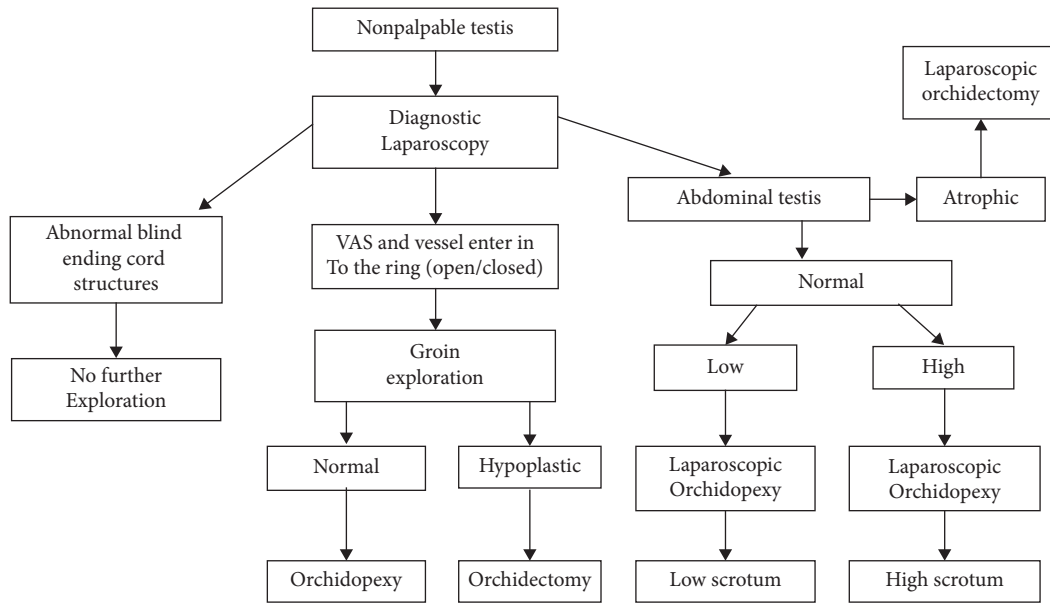 Nonpalpable testis
Laparoscopic
orchidectomy
Diagnostic
Laparoscopy
Abdominal testis
Atrophic
Abnormal blind
ending cord
structures
VAS and vessel enter in
To the ring (open/closed)
Normal
Groin
exploration
Low
High
No further
Exploration
Normal
Hypoplastic
Laparoscopic
Orchidopexy
Laparoscopic
Orchidopexy
Orchidopexy
Orchidectomy
Low scrotum
High scrotum